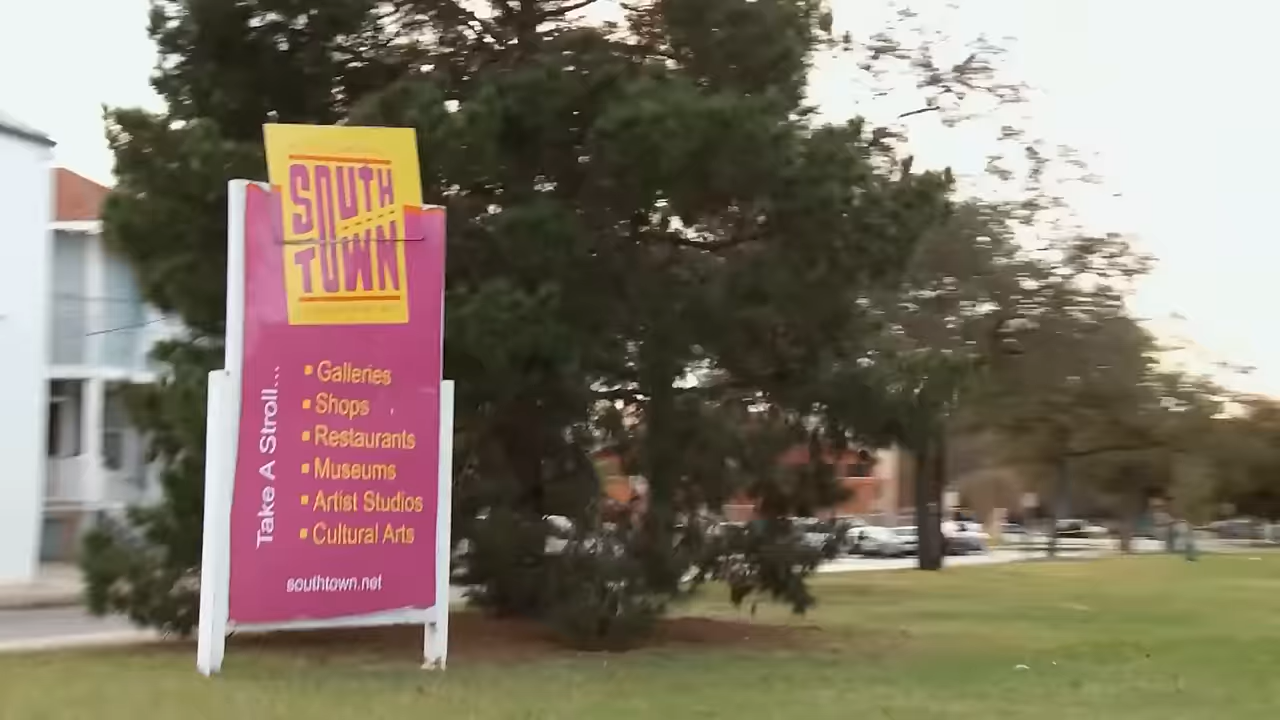 SOUTH
TOWN
Take A Stroll...
▪ Galleries
▪ Shops
▪ Restaurants
▪ Museums
▪ Artist Studios
▪ Cultural Arts
southtown.net